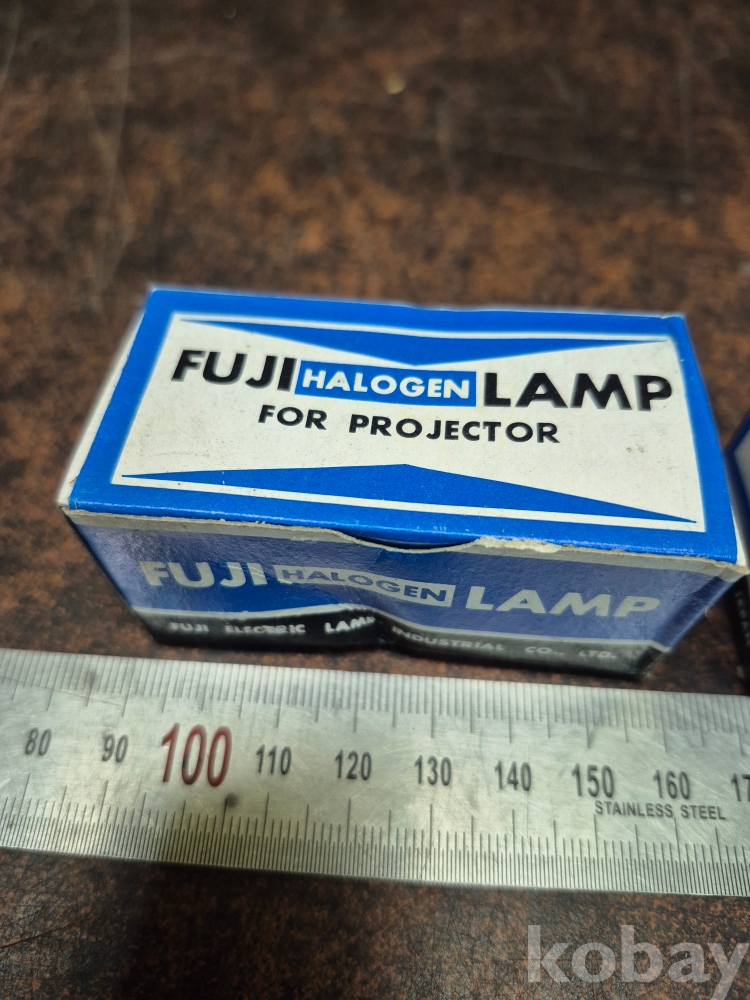 FUJI HALOGEN LAMP
FOR PROJECTOR
FUJI HALOGEN LAMP
FUJI ELECTRIC LAMP INDUSTRIAL CO., LTD.
80 90 100 110 120 130 140 150 160
STAINLESS STEEL
kobay